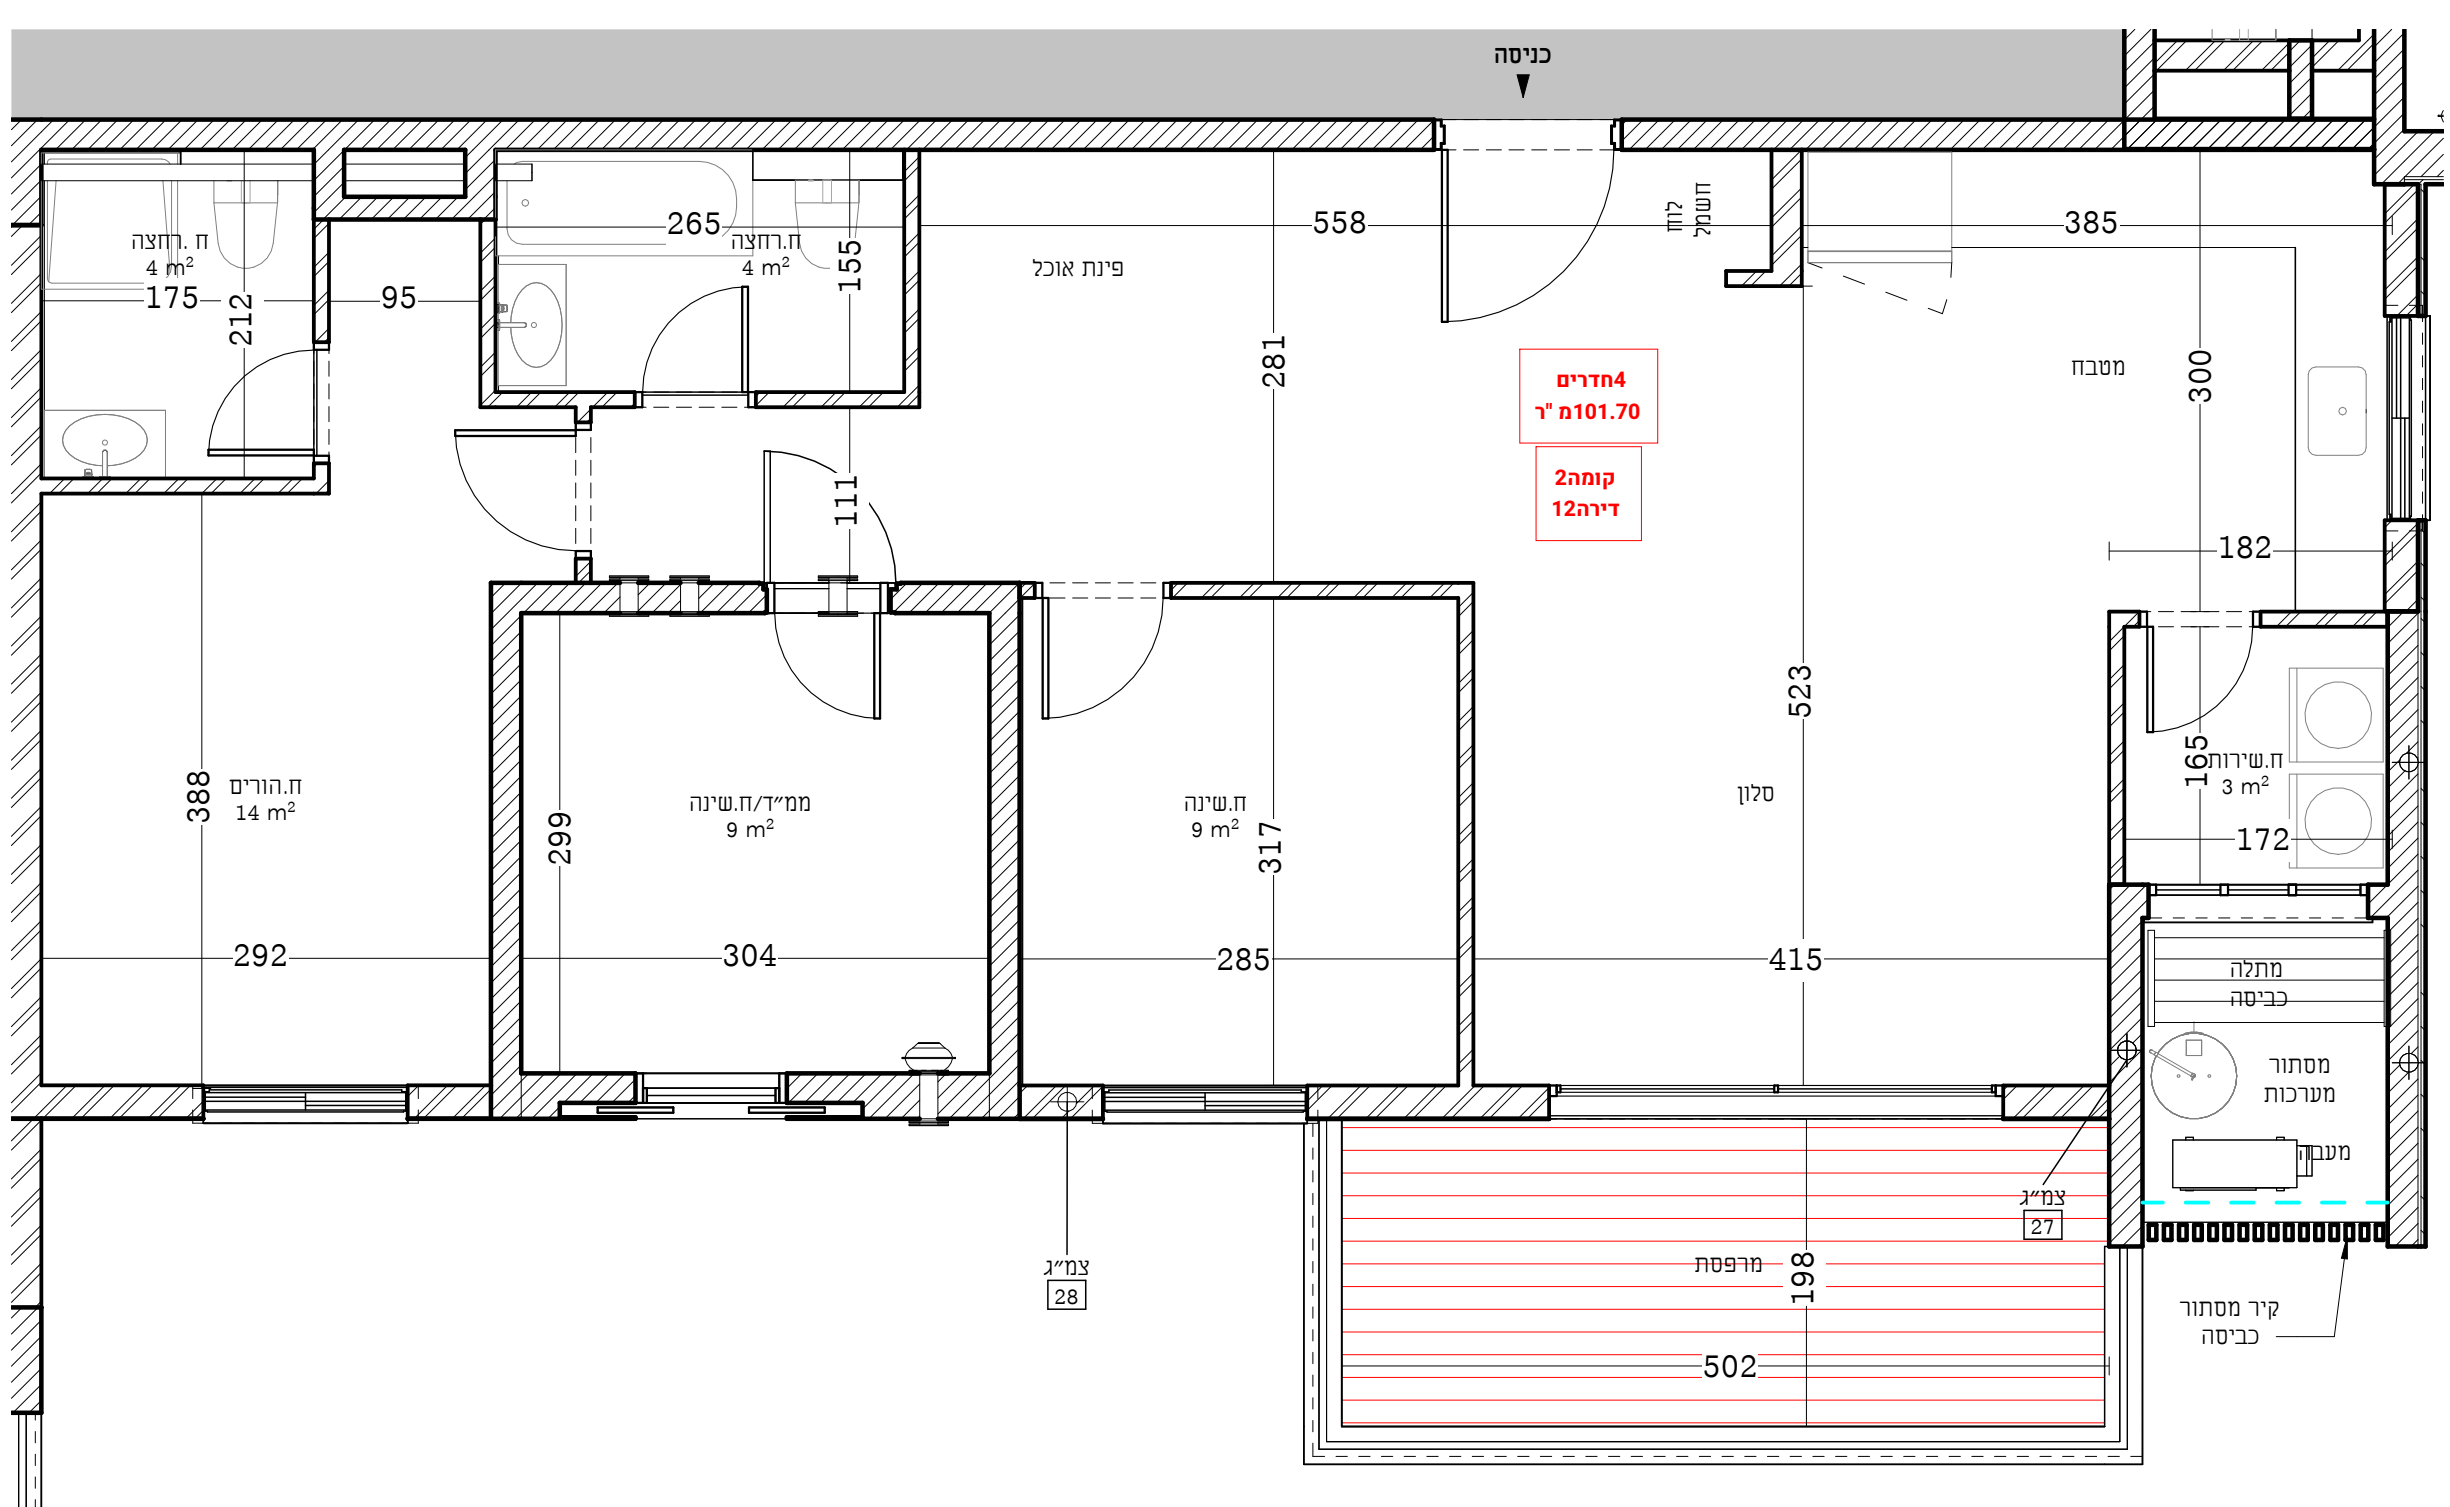 כניסה
ח .רחצה
4 m²
175
212
95
265
ח.רחצה
4 m²
155
פינת אוכל
558
לוח
חשמל
385
281
4חדרים
101.70מ "ר
קומה2
דירה12
מטבח
300
182
111
523
388
ח.הורים
14 m²
292
299
ממ״ד/ח.שינה
9 m²
304
ח.שינה
9 m²
317
285
סלון
415
165
ח.שירות
3 m²
172
מתלה
כביסה
מסתור
מערכות
מעבה
צמ״ג
27
צמ״ג
28
מרפסת
198
502
קיר מסתור
כביסה